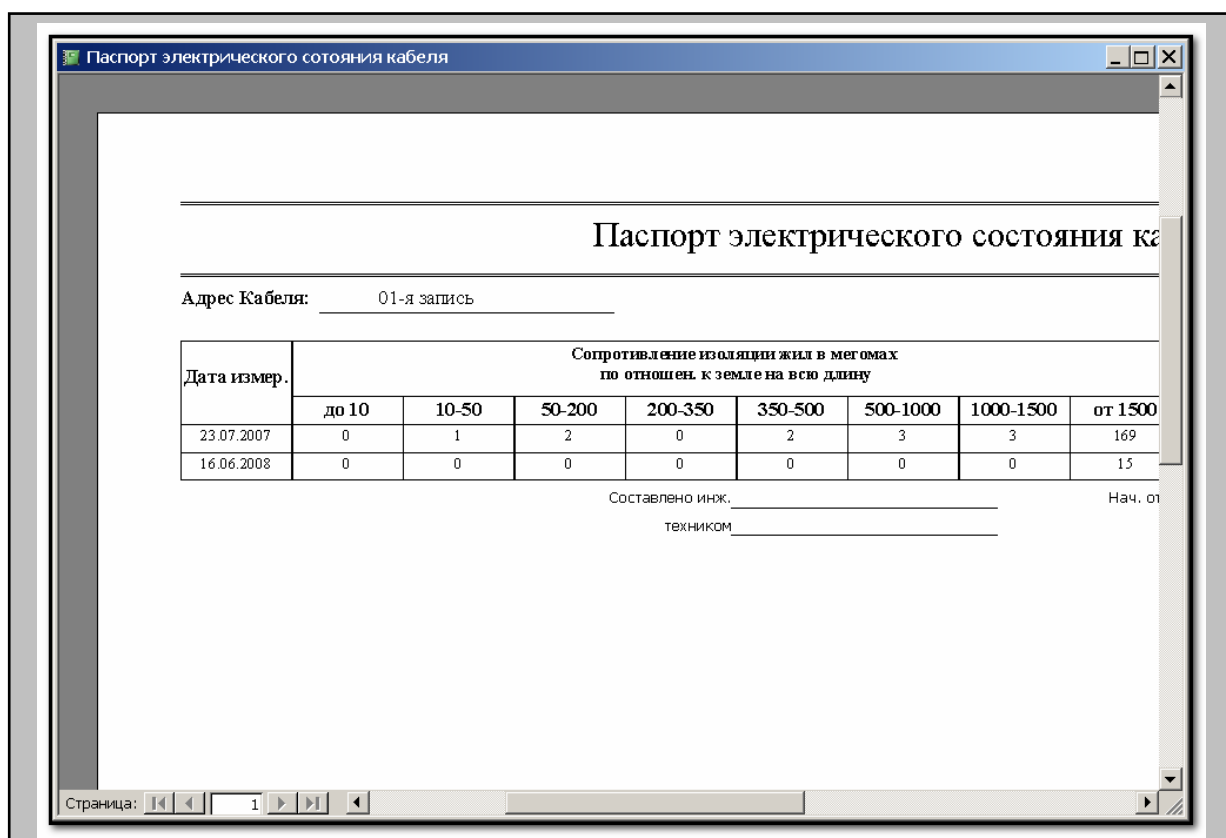 Паспорт электрического сотояния кабеля
Паспорт электрического состояния ка
Адрес Кабеля: 01-я запись
Дата измер.
Сопротивление изоляции жил в мегомах
по отношен. к земле на всю длину
до 10 10-50 50-200 200-350 350-500 500-1000 1000-1500 от 1500
23.07.2007 0 1 2 0 2 3 3 169
16.06.2008 0 0 0 0 0 0 0 15
Составлено инж. Нач. от
техником
Страница: 1